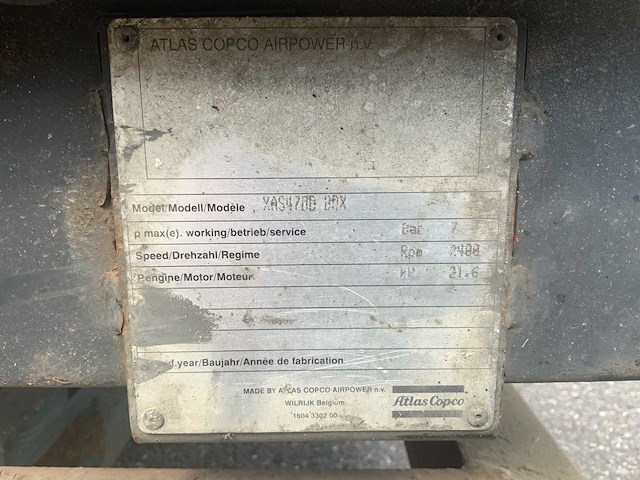 ATLAS COPCO AIRPOWER n.v.
Model/Modell/Modèle XAS47DD BOX
p max(e). working/betrieb/service Bar 7
Speed/Drehzahl/Regime Rpm 2400
Pengine/Motor/Moteur kW 21.6
.year/Baujahr/Année de fabrication
MADE BY ATLAS COPCO AIRPOWER n.v.
WILRIJK Belgium
1604 3302 00
Atlas Copco